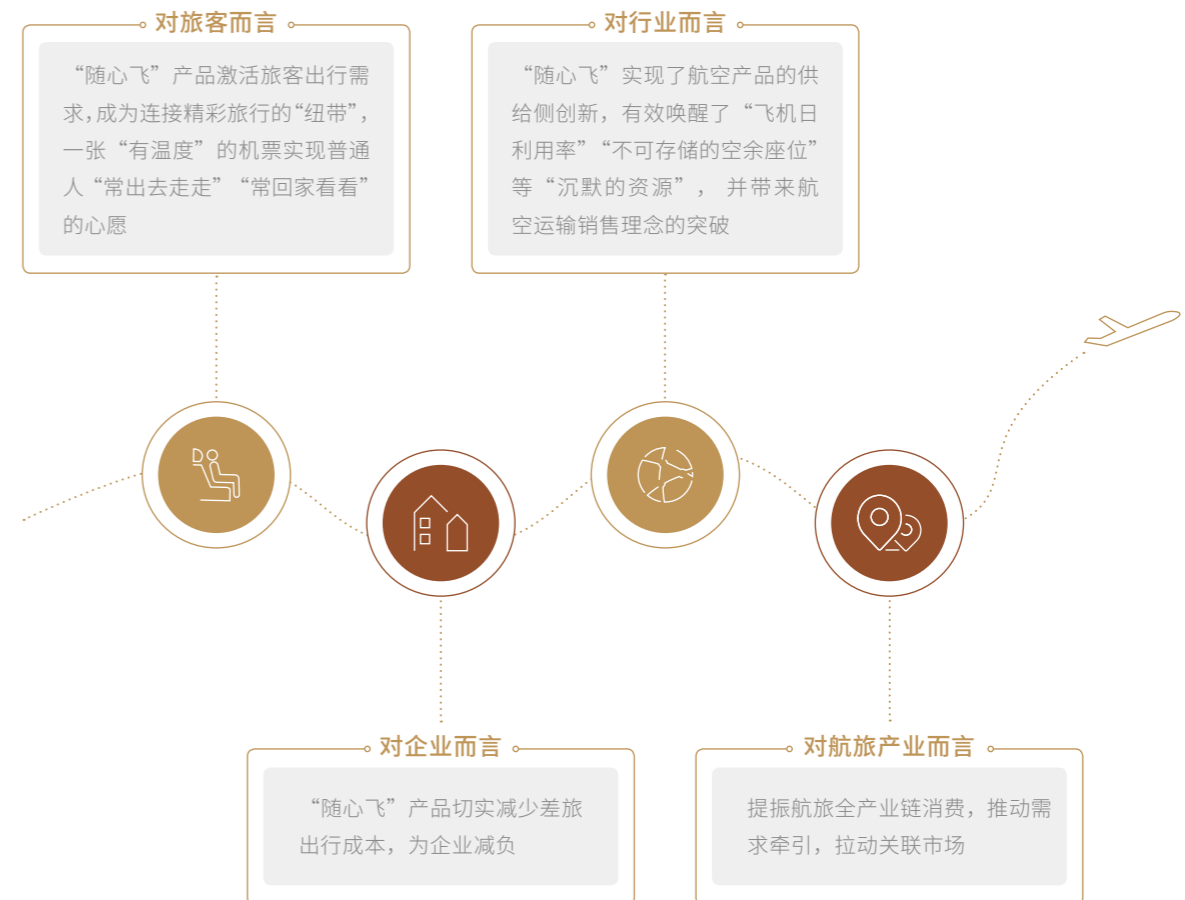 对旅客而言
“随心飞”产品激活旅客出行需
求，成为连接精彩旅行的“纽带”，
一张“有温度”的机票实现普通
人“常出去走走”“常回家看看”
的心愿
对行业而言
“随心飞”实现了航空产品的供
给侧创新，有效唤醒了“飞机日
利用率”“不可存储的空余座位”
等“沉默的资源”，并带来航
空运输销售理念的突破
对企业而言
“随心飞”产品切实减少差旅
出行成本，为企业减负
对航旅产业而言
提振航旅全产业链消费，推动需
求牵引，拉动关联市场